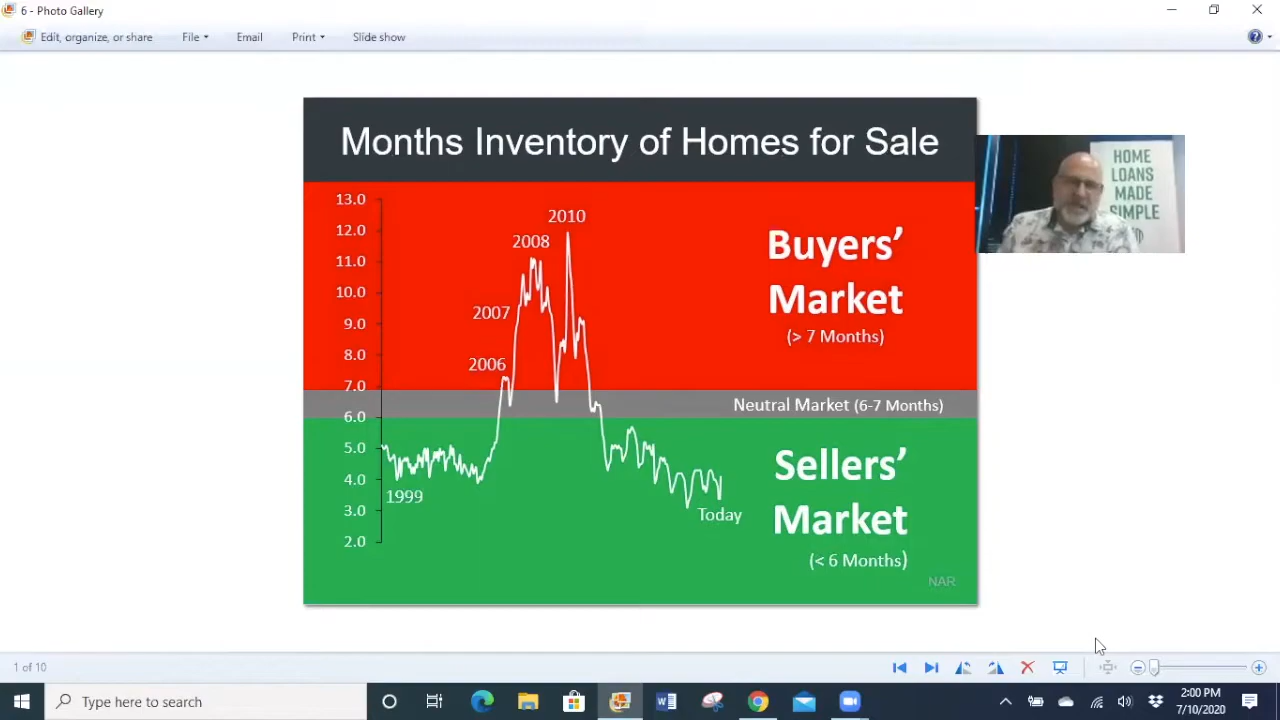 6 - Photo Gallery
Edit, organize, or share
File
Email
Print
Slide show
Months Inventory of Homes for Sale
13.0
12.0
11.0
10.0
9.0
8.0
7.0
6.0
5.0
4.0
3.0
2.0
2010
2008
2007
2006
1999
Today
Buyers’
Market
(> 7 Months)
Neutral Market (6-7 Months)
Sellers’
Market
(< 6 Months)
NAR
HOME
LOANS
MADE
SIMPLE
1 of 10
Type here to search
2:00 PM
7/10/2020